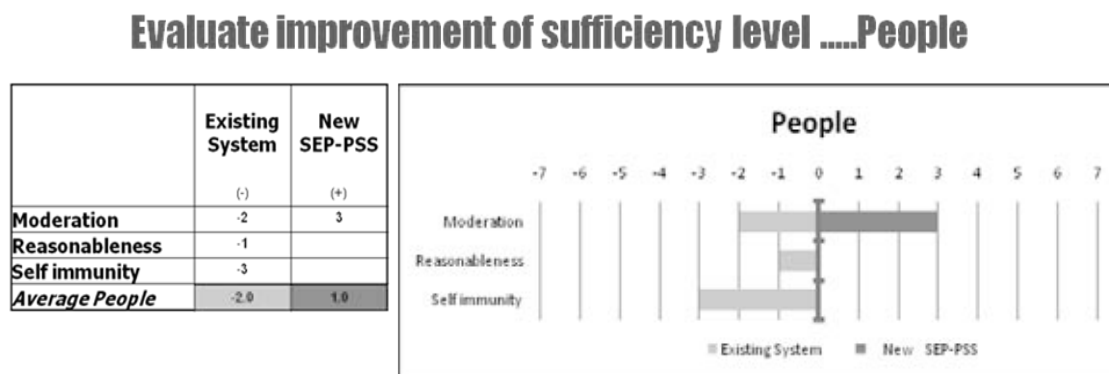 Evaluate improvement of sufficiency level .....People
Existing System New SEP-PSS
(-) (+)
Moderation -2 3
Reasonableness -1
Self immunity -3
Average People -2.0 1.0
People
-7 -6 -5 -4 -3 -2 -1 0 1 2 3 4 5 6 7
Moderation
Reasonableness
Self immunity
Existing System New SEP-PSS